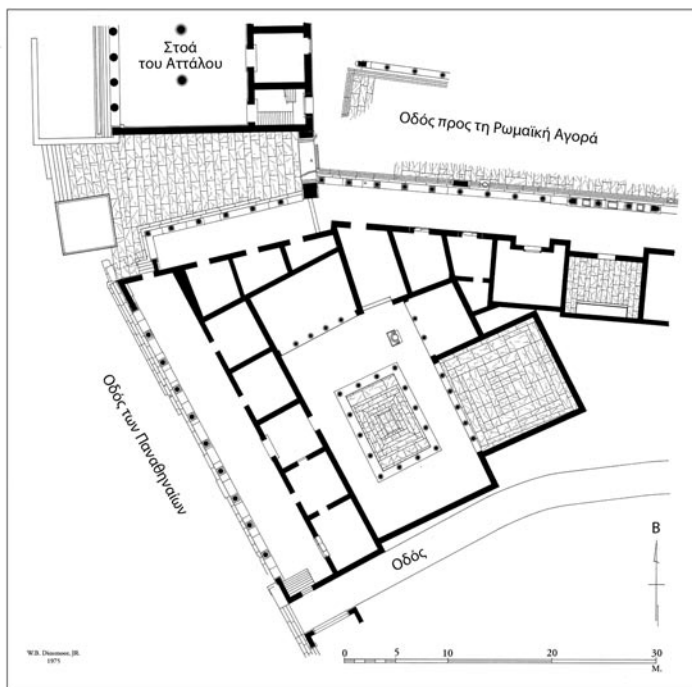 Στοά
του Αττάλου
Οδός προς τη Ρωμαϊκή Αγορά
Οδός των Παναθηναίων
Οδός
Β
W.B. Dinsmoor, JR.
1975
0 5 10 20 30
M.